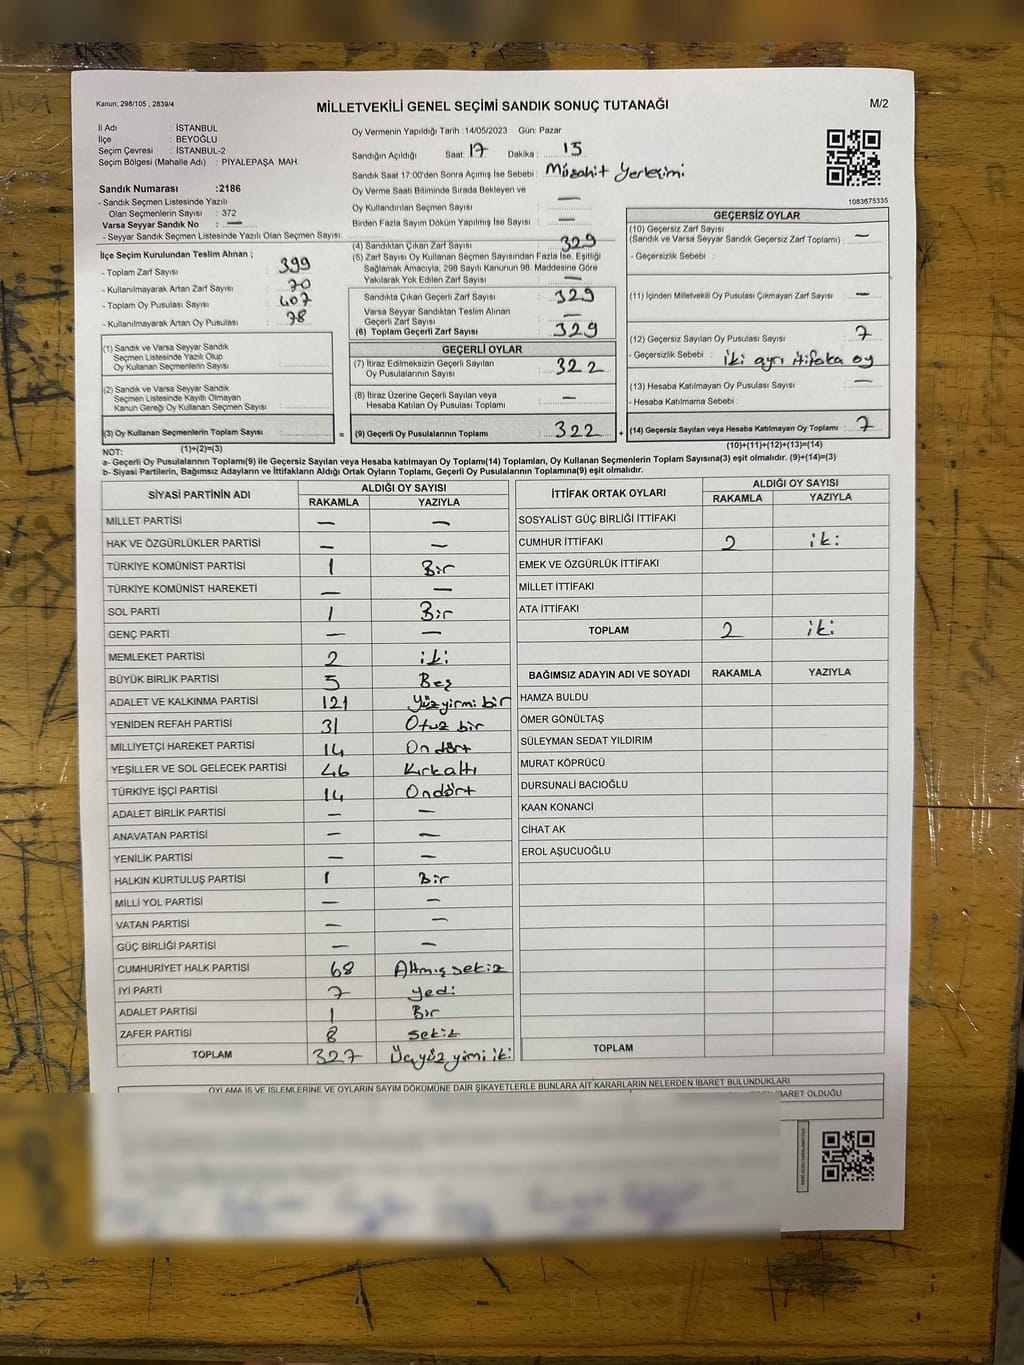 Kanun; 298/105 , 2839/4
MİLLETVEKİLİ GENEL SEÇİMİ SANDIK SONUÇ TUTANAĞI
M/2
İl Adı : İSTANBUL
İlçe : BEYOĞLU
Seçim Çevresi : İSTANBUL-2
Seçim Bölgesi (Mahalle Adı) : PİYALEPAŞA MAH.
Sandık Numarası :2186
- Sandık Seçmen Listesinde Yazılı
Olan Seçmenlerin Sayısı : 372
Varsa Seyyar Sandık No : —
- Seyyar Sandık Seçmen Listesinde Yazılı Olan Seçmen Sayısı:
Oy Vermenin Yapıldığı Tarih :14/05/2023 Gün: Pazar
Sandığın Açıldığı Saat: 17 Dakika : 15
Sandık Saat 17:00'den Sonra Açımış İse Sebebi : Müşahit Yerleşimi
Oy Verme Saati Bitiminde Sırada Bekleyen ve
Oy Kullandırılan Seçmen Sayısı : —
Birden Fazla Sayım Döküm Yapılmış İse Sayısı : —
1083675335
İlçe Seçim Kurulundan Teslim Alınan ;
- Toplam Zarf Sayısı : 399
- Kullanılmayarak Artan Zarf Sayısı : 70
- Toplam Oy Pusulası Sayısı : 407
- Kullanılmayarak Artan Oy Pusulası : 78
(1) Sandık ve Varsa Seyyar Sandık
Seçmen Listesinde Yazılı Olup
Oy Kullanan Seçmenlerin Sayısı :
(2) Sandık ve Varsa Seyyar Sandık
Seçmen Listesinde Kayıtlı Olmayan
Kanun Gereği Oy Kullanan Seçmen Sayısı :
(3) Oy Kullanan Seçmenlerin Toplam Sayısı :
(4) Sandıktan Çıkan Zarf Sayısı : 329
(5) Zarf Sayısı Oy Kullanan Seçmen Sayısından Fazla İse, Eşitliği
Sağlamak Amacıyla, 298 Sayılı Kanunun 98. Maddesine Göre
Yakılarak Yok Edilen Zarf Sayısı : —
Sandıkta Çıkan Geçerli Zarf Sayısı : 329
Varsa Seyyar Sandıktan Teslim Alınan
Geçerli Zarf Sayısı : —
(6) Toplam Geçerli Zarf Sayısı : 329
GEÇERLİ OYLAR
(7) İtiraz Edilmeksizin Geçerli Sayılan
Oy Pusulalarının Sayısı : 322
(8) İtiraz Üzerine Geçerli Sayılan veya
Hesaba Katılan Oy Pusulası Toplamı : —
= (9) Geçerli Oy Pusulalarının Toplamı : 322 +
GEÇERSİZ OYLAR
(10) Geçersiz Zarf Sayısı
(Sandık ve Varsa Seyyar Sandık Geçersiz Zarf Toplamı) : —
- Geçersizlik Sebebi :
(11) İçinden Milletvekili Oy Pusulası Çıkmayan Zarf Sayısı : —
(12) Geçersiz Sayılan Oy Pusulası Sayısı : 7
- Geçersizlik Sebebi : iki ayrı itifaka oy
(13) Hesaba Katılmayan Oy Pusulası Sayısı : —
- Hesaba Katılmama Sebebi :
(14) Geçersiz Sayılan veya Hesaba Katılmayan Oy Toplamı : 7
NOT: (1)+(2)=(3)
(10)+(11)+(12)+(13)=(14)
a- Geçerli Oy Pusulalarının Toplamı(9) ile Geçersiz Sayılan veya Hesaba katılmayan Oy Toplamı(14) Toplamları, Oy Kullanan Seçmenlerin Toplam Sayısına(3) eşit olmalıdır. (9)+(14)=(3)
b- Siyasi Partilerin, Bağımsız Adayların ve İttifakların Aldığı Ortak Oyların Toplamı, Geçerli Oy Pusulalarının Toplamına(9) eşit olmalıdır.
SİYASİ PARTİNİN ADI ALDIĞI OY SAYISI
RAKAMLA YAZIYLA
MİLLET PARTİSİ — —
HAK VE ÖZGÜRLÜKLER PARTİSİ — —
TÜRKİYE KOMÜNİST PARTİSİ 1 Bir
TÜRKİYE KOMÜNİST HAREKETİ — —
SOL PARTİ 1 Bir
GENÇ PARTİ — —
MEMLEKET PARTİSİ 2 iki
BÜYÜK BİRLİK PARTİSİ 5 Beş
ADALET VE KALKINMA PARTİSİ 121 Yüzyirmi bir
YENİDEN REFAH PARTİSİ 31 Otuz bir
MİLLİYETÇİ HAREKET PARTİSİ 14 On dört
YEŞİLLER VE SOL GELECEK PARTİSİ 46 Kırkaltı
TÜRKİYE İŞÇİ PARTİSİ 14 Ondört
ADALET BİRLİK PARTİSİ — —
ANAVATAN PARTİSİ — —
YENİLİK PARTİSİ — —
HALKIN KURTULUŞ PARTİSİ 1 Bir
MİLLİ YOL PARTİSİ — —
VATAN PARTİSİ — —
GÜÇ BİRLİĞİ PARTİSİ — —
CUMHURİYET HALK PARTİSİ 68 Altmış sekiz
İYİ PARTİ 7 yedi
ADALET PARTİSİ 1 Bir
ZAFER PARTİSİ 8 sekiz
TOPLAM 327 Üçyüz yimi iki
İTTİFAK ORTAK OYLARI ALDIĞI OY SAYISI
RAKAMLA YAZIYLA
SOSYALİST GÜÇ BİRLİĞİ İTTİFAKI
CUMHUR İTTİFAKI 2 iki
EMEK VE ÖZGÜRLÜK İTTİFAKI
MİLLET İTTİFAKI
ATA İTTİFAKI
TOPLAM 2 iki
BAĞIMSIZ ADAYIN ADI VE SOYADI RAKAMLA YAZIYLA
HAMZA BULDU
ÖMER GÖNÜLTAŞ
SÜLEYMAN SEDAT YILDIRIM
MURAT KÖPRÜCÜ
DURSUNALİ BACIOĞLU
KAAN KONANCİ
CİHAT AK
EROL AŞUCUOĞLU
TOPLAM
OYLAMA İŞ VE İŞLEMLERİNE VE OYLARIN SAYIM DÖKÜMÜNE DAİR ŞİKAYETLERLE BUNLARA AİT KARARLARIN NELERDEN İBARET BULUNDUKLARI
İBARET OLDUĞU